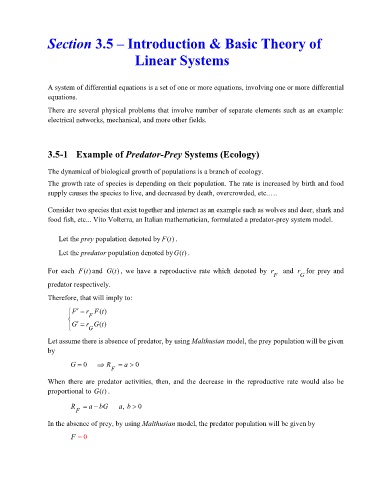 Section 3.5 – Introduction & Basic Theory of
Linear Systems
A system of differential equations is a set of one or more equations, involving one or more differential
equations.
There are several physical problems that involve number of separate elements such as an example:
electrical networks, mechanical, and more other fields.
3.5-1 Example of Predator-Prey Systems (Ecology)
The dynamical of biological growth of populations is a branch of ecology.
The growth rate of species is depending on their population. The rate is increased by birth and food
supply causes the species to live, and decreased by death, overcrowded, etc.…
Consider two species that exist together and interact as an example such as wolves and deer, shark and
food fish, etc... Vito Volterra, an Italian mathematician, formulated a predator-prey system model.
Let the prey population denoted by F(t).
Let the predator population denoted by G(t).
For each F(t) and G(t), we have a reproductive rate which denoted by r_F and r_G for prey and
predator respectively.
Therefore, that will imply to:
{ F' = r_F F(t)
G' = r_G G(t)
Let assume there is absence of predator, by using Malthusian model, the prey population will be given
by
G = 0 ⇒ R_F = a > 0
When there are predator activities, then, and the decrease in the reproductive rate would also be
proportional to G(t).
R_F = a − bG a, b > 0
In the absence of prey, by using Malthusian model, the predator population will be given by
F = 0